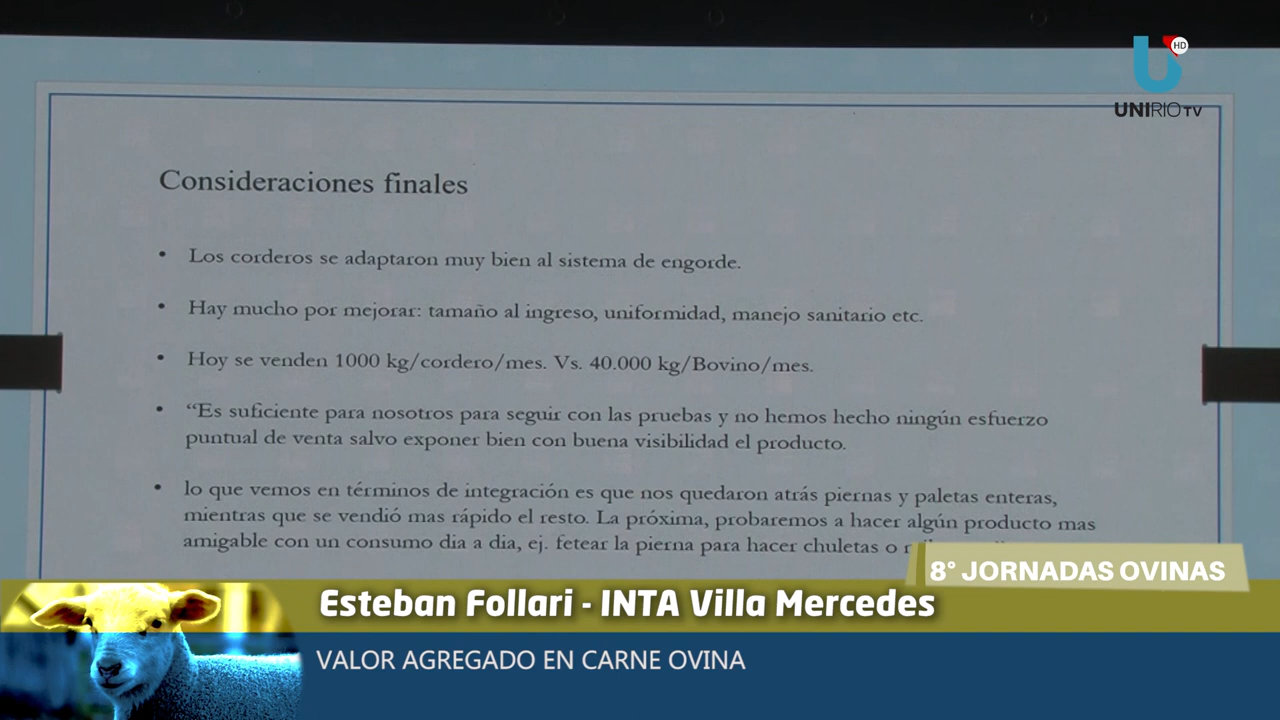 HD
UNIRIOTV
Consideraciones finales
• Los corderos se adaptaron muy bien al sistema de engorde.
• Hay mucho por mejorar: tamaño al ingreso, uniformidad, manejo sanitario etc.
• Hoy se venden 1000 kg/cordero/mes. Vs. 40.000 kg/Bovino/mes.
• “Es suficiente para nosotros para seguir con las pruebas y no hemos hecho ningún esfuerzo
puntual de venta salvo exponer bien con buena visibilidad el producto.
• lo que vemos en términos de integración es que nos quedaron atrás piernas y paletas enteras,
mientras que se vendió mas rápido el resto. La próxima, probaremos a hacer algún producto mas
amigable con un consumo dia a dia, ej. fetear la pierna para hacer chuletas o
8° JORNADAS OVINAS
Esteban Follari - INTA Villa Mercedes
VALOR AGREGADO EN CARNE OVINA